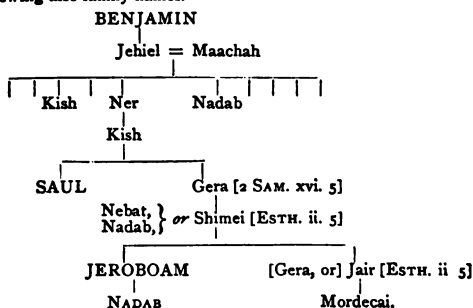 BENJAMIN
Jehiel = Maachah
Kish Ner Nadab
Kish
SAUL Gera [2 SAM. xvi. 5]
Nebat,
Nadab, } or Shimei [ESTH. ii. 5]
JEROBOAM [Gera, or] Jair [ESTH. ii 5]
NADAB Mordecai.